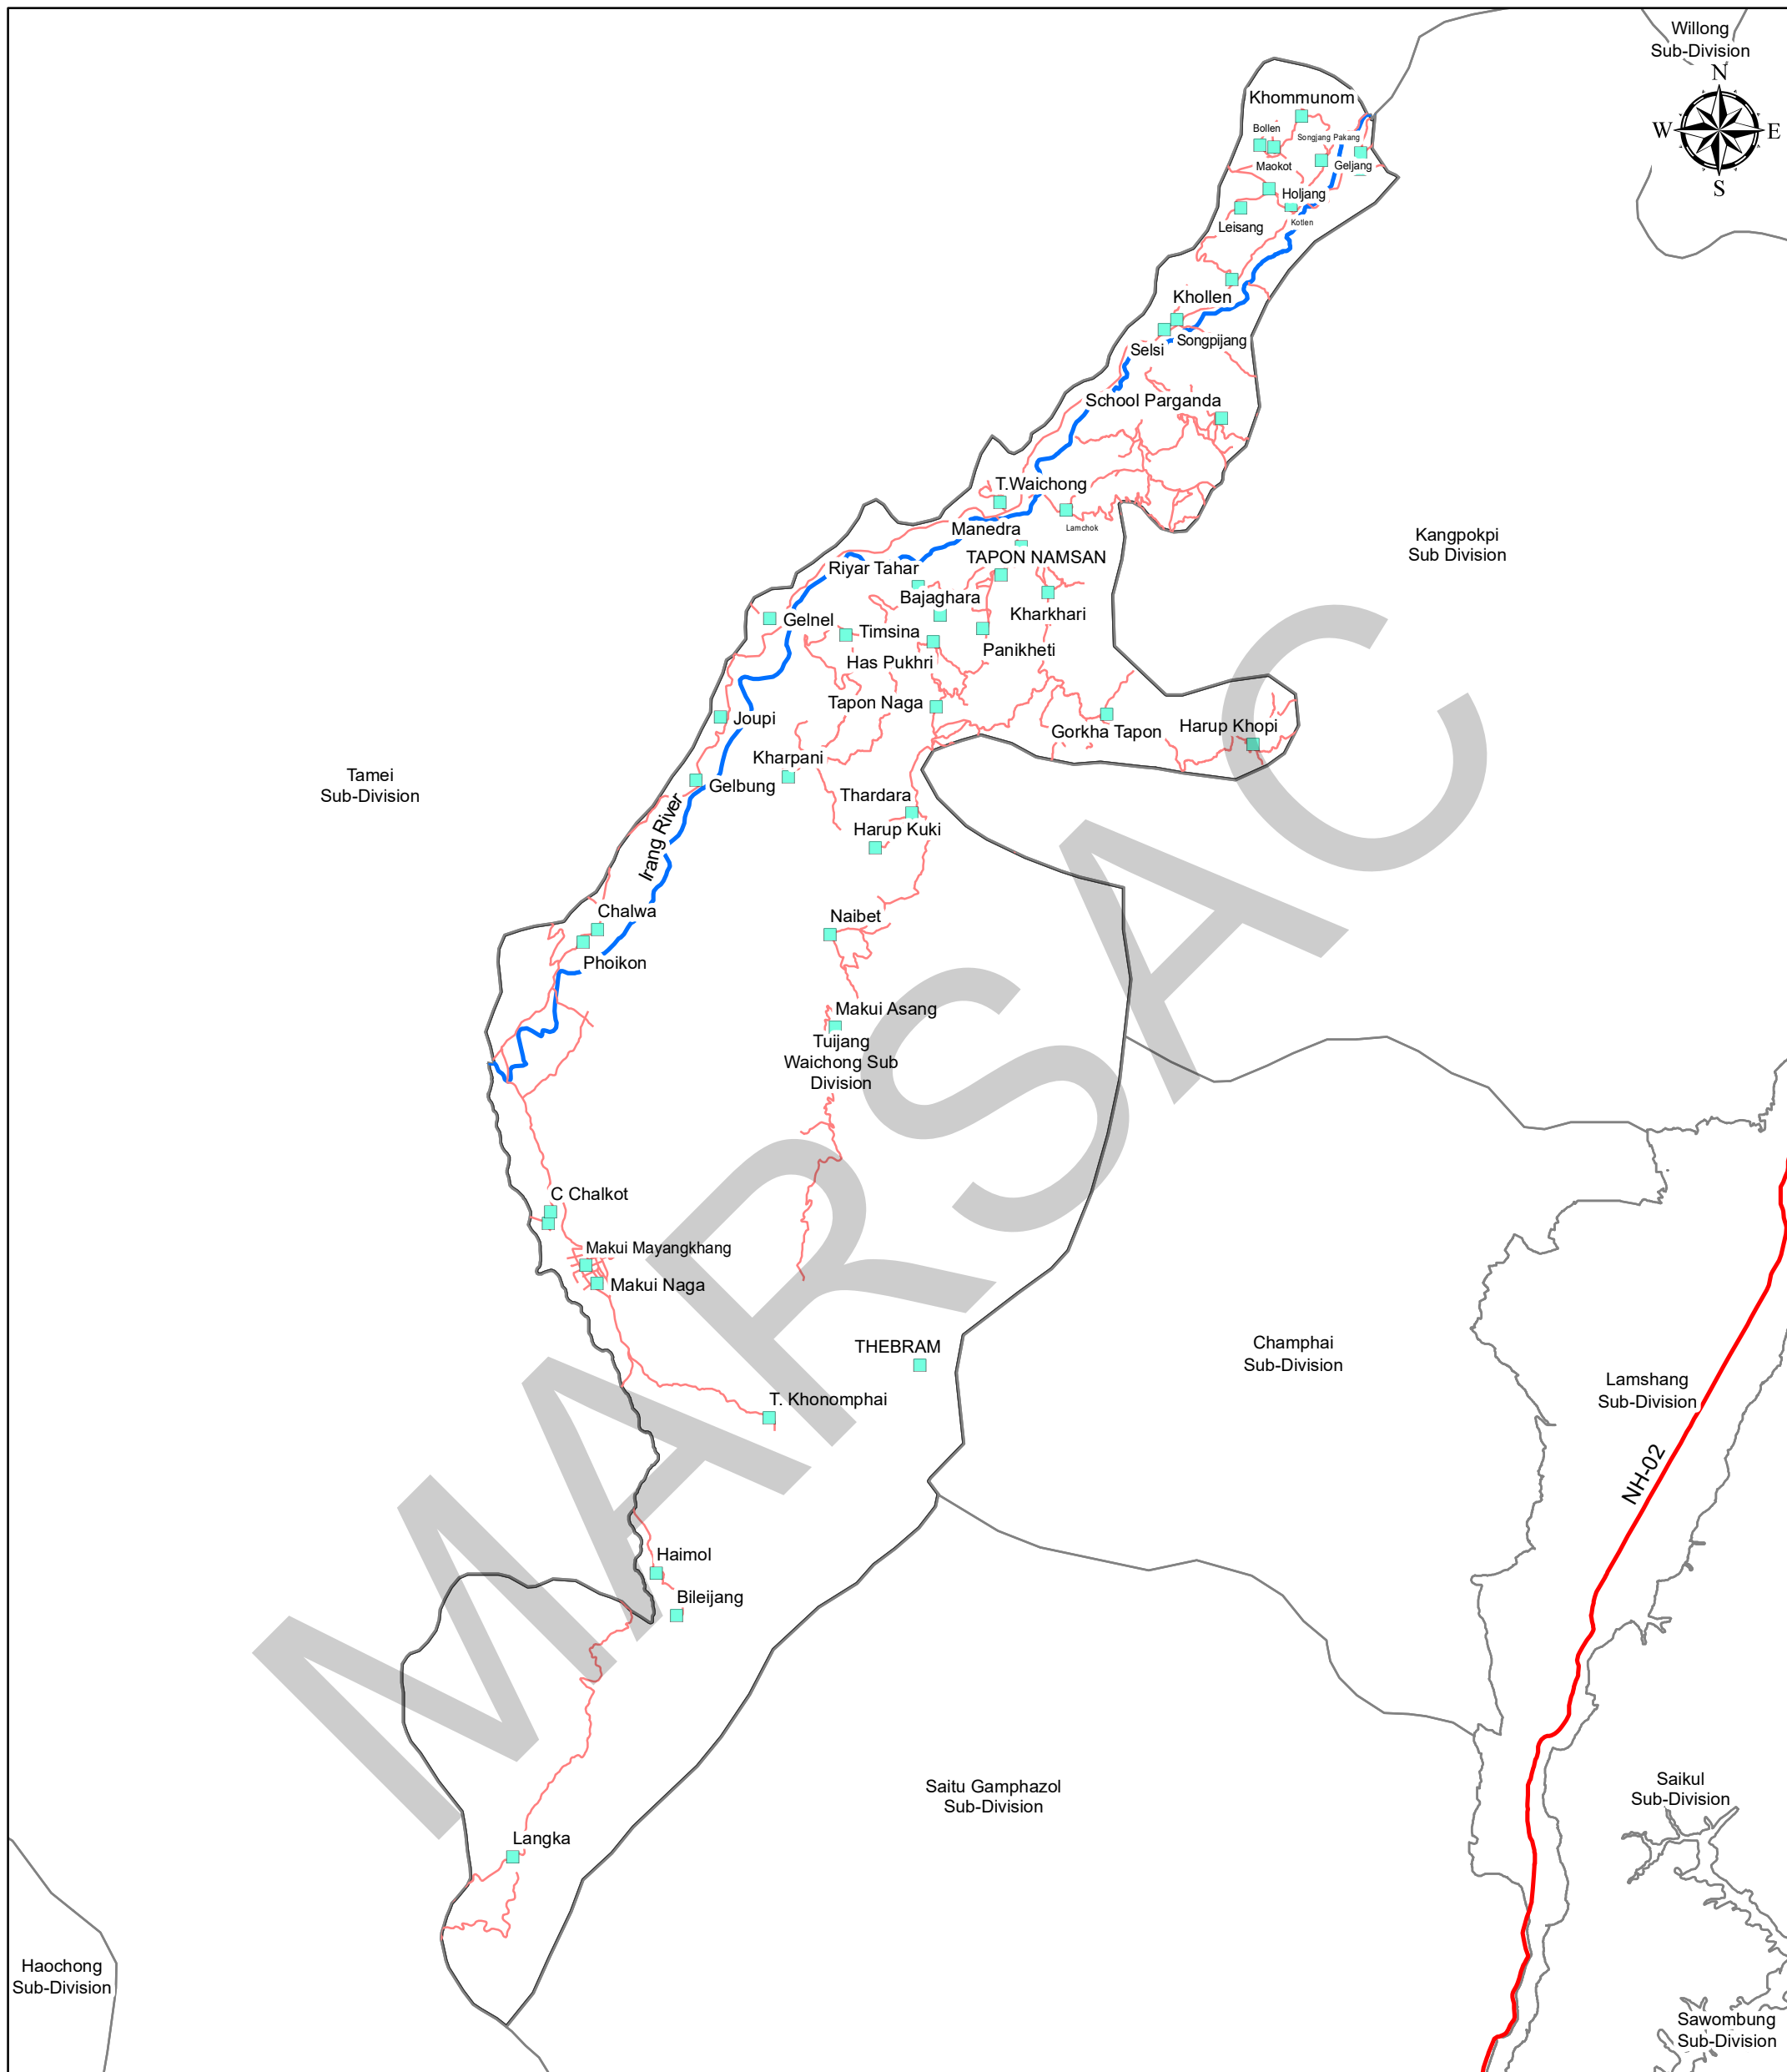 Willong
Sub-Division
N
W
E
S
Khommunom
Bollen
Songjang Pakang
Maokot
Geljang
Holjang
Leisang
Kotlen
Khollen
Songpijang
Selsi
School Parganda
T.Waichong
Lamchok
Manedra
Kangpokpi
Sub Division
TAPON NAMSAN
Riyar Tahar
Bajaghara
Kharkhari
Gelnel
Timsina
Panikheti
Has Pukhri
Tapon Naga
Joupi
Gorkha Tapon
Harup Khopi
Kharpani
Tamei
Sub-Division
Gelbung
Thardara
Irang River
Harup Kuki
Chalwa
Naibet
Phoikon
Makui Asang
Tuijang
Waichong Sub
Division
C Chalkot
Makui Mayangkhang
Makui Naga
THEBRAM
Champhai
Sub-Division
Lamshang
Sub-Division
T. Khonomphai
NH-02
Haimol
Bileijang
Saitu Gamphazol
Sub-Division
Saikul
Sub-Division
Langka
Haochong
Sub-Division
Sawombung
Sub-Division
MARSAC